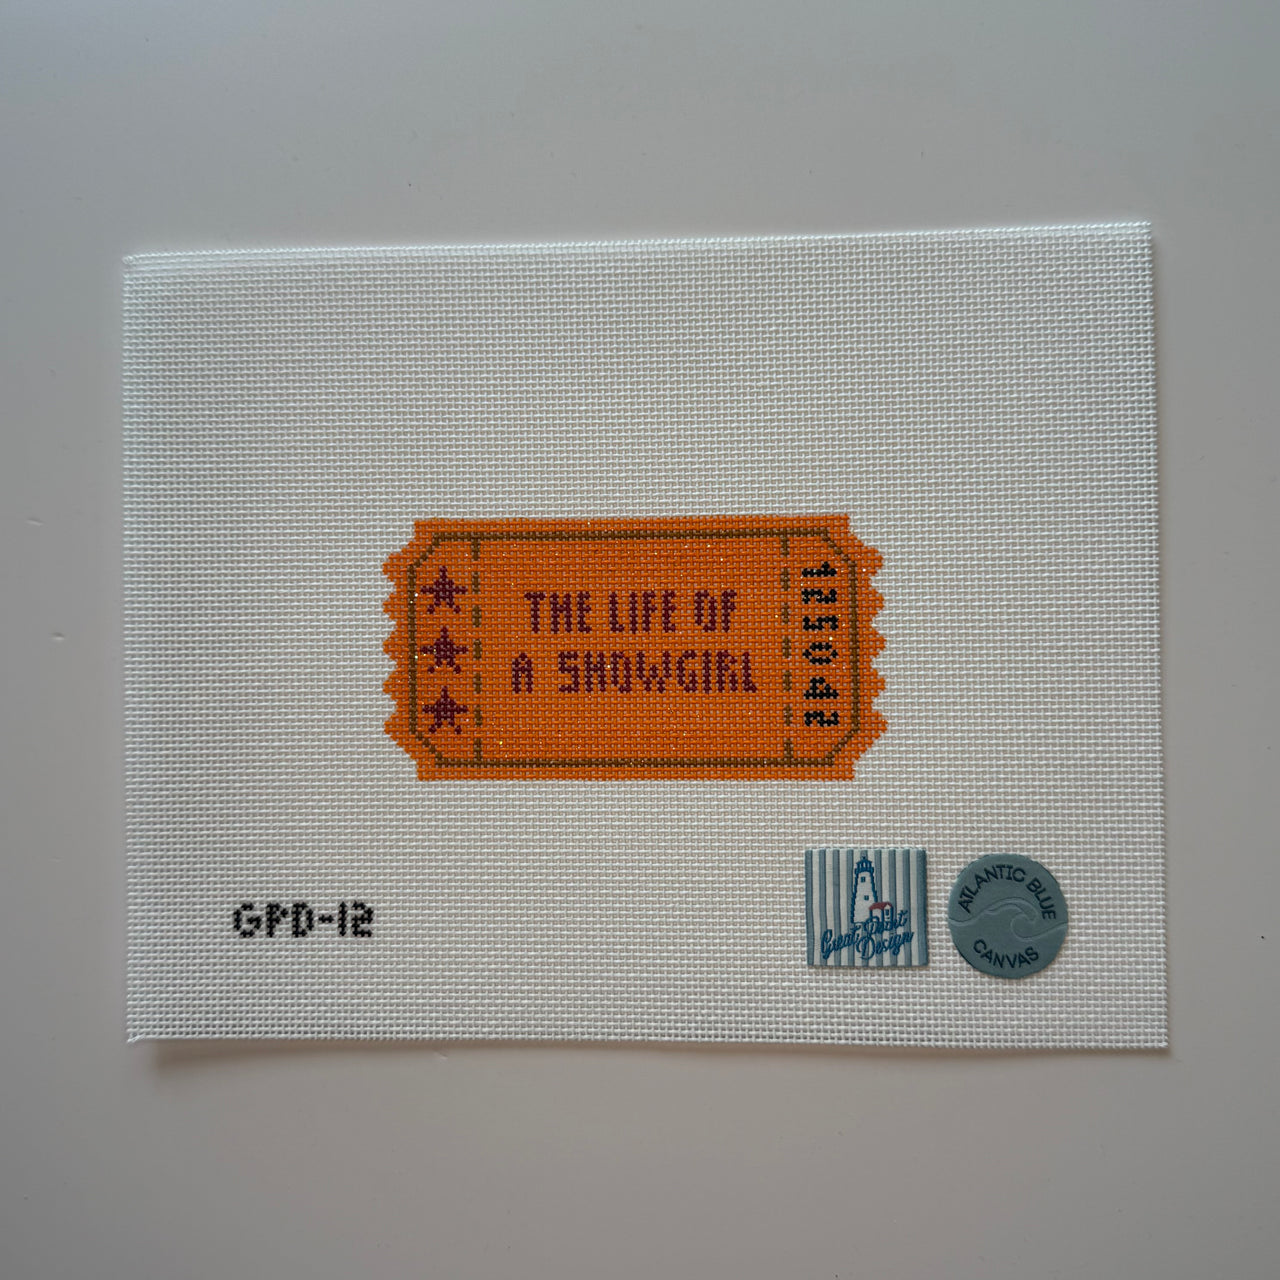 THE LIFE OF
A SHOWGIRL
GPD-12
Great Point
Design
ATLANTIC BLUE
CANVAS